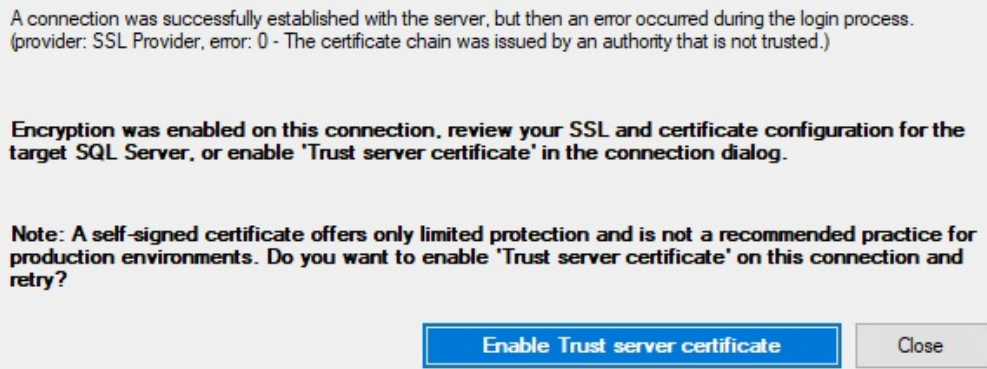 A connection was successfully established with the server, but then an error occurred during the login process.
(provider: SSL Provider, error: 0 - The certificate chain was issued by an authority that is not trusted.)
Encryption was enabled on this connection, review your SSL and certificate configuration for the
target SQL Server, or enable 'Trust server certificate' in the connection dialog.
Note: A self-signed certificate offers only limited protection and is not a recommended practice for
production environments. Do you want to enable 'Trust server certificate' on this connection and
retry?
Enable Trust server certificate
Close